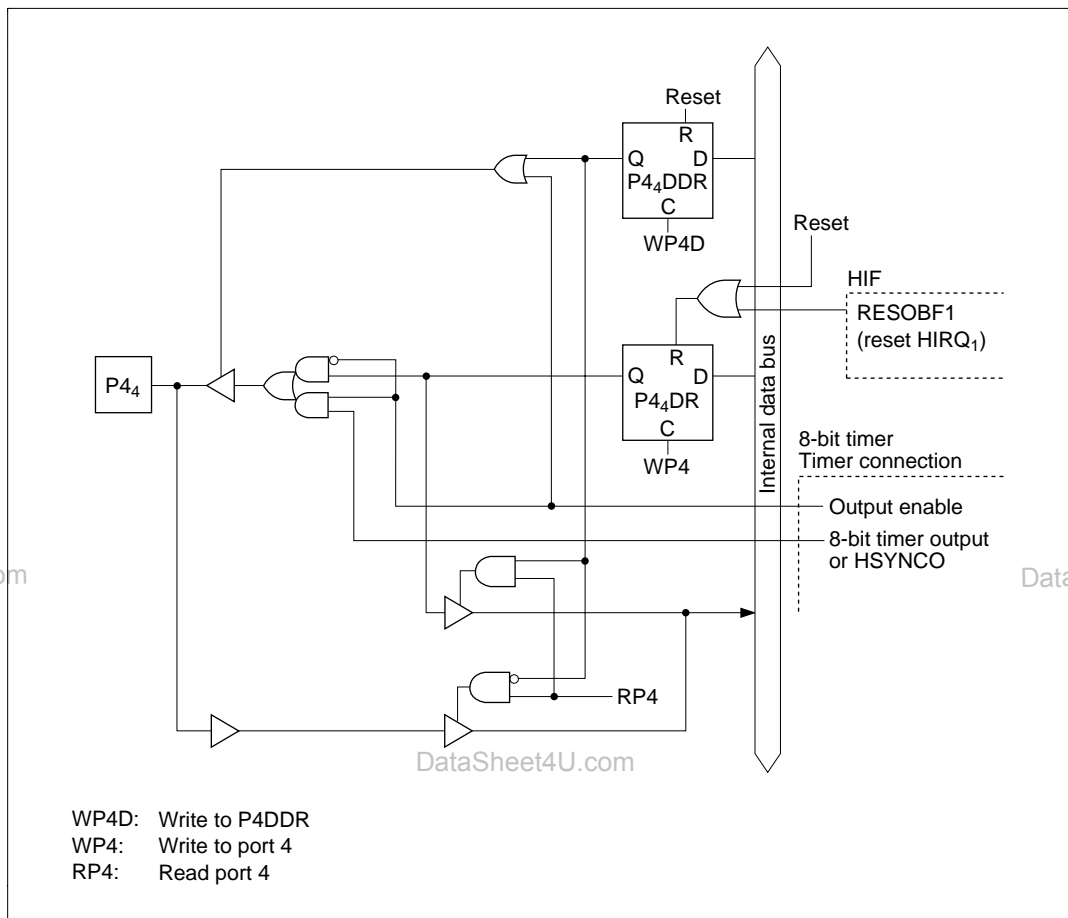 Reset
R
Q
D
P4₄DDR
C
WP4D
Reset
HIF
RESOBF1
(reset HIRQ₁)
R
P4₄
Q
D
P4₄DR
C
WP4
Internal data bus
8-bit timer
Timer connection
Output enable
8-bit timer output
or HSYNCO
om
Data
RP4
DataSheet4U.com
WP4D: Write to P4DDR
WP4: Write to port 4
RP4: Read port 4